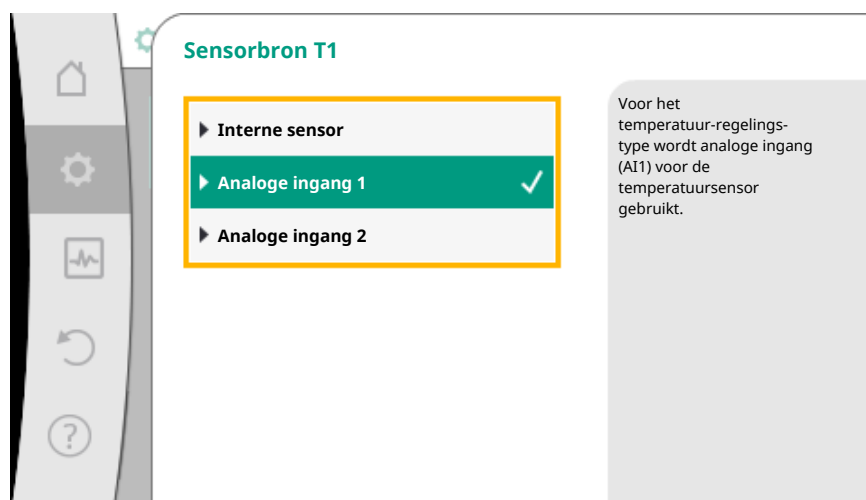 Sensorbron T1
Interne sensor
Analoge ingang 1
Analoge ingang 2
Voor het
temperatuur-regelings-
type wordt analoge ingang
(AI1) voor de
temperatuursensor
gebruikt.
?